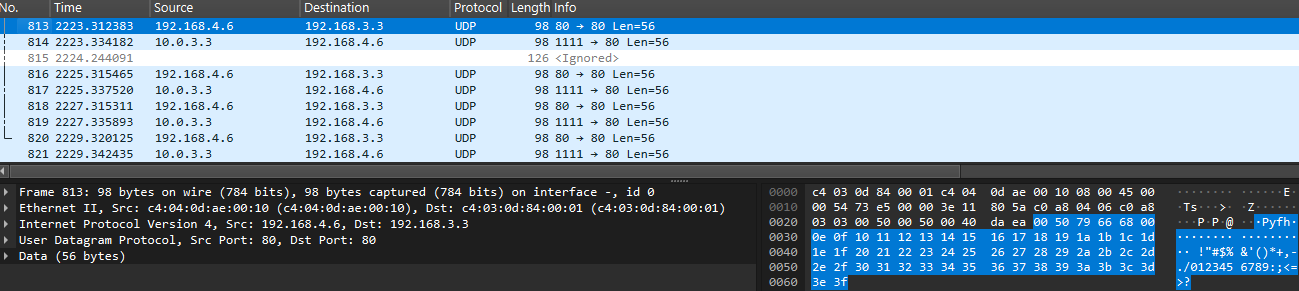 No. Time Source Destination Protocol Length Info
813 2223.312383 192.168.4.6 192.168.3.3 UDP 98 80 → 80 Len=56
814 2223.334182 10.0.3.3 192.168.4.6 UDP 98 1111 → 80 Len=56
815 2224.244091 126 <Ignored>
816 2225.315465 192.168.4.6 192.168.3.3 UDP 98 80 → 80 Len=56
817 2225.337520 10.0.3.3 192.168.4.6 UDP 98 1111 → 80 Len=56
818 2227.315311 192.168.4.6 192.168.3.3 UDP 98 80 → 80 Len=56
819 2227.335893 10.0.3.3 192.168.4.6 UDP 98 1111 → 80 Len=56
820 2229.320125 192.168.4.6 192.168.3.3 UDP 98 80 → 80 Len=56
821 2229.342435 10.0.3.3 192.168.4.6 UDP 98 1111 → 80 Len=56
Frame 813: 98 bytes on wire (784 bits), 98 bytes captured (784 bits) on interface -, id 0
Ethernet II, Src: c4:04:0d:ae:00:10 (c4:04:0d:ae:00:10), Dst: c4:03:0d:84:00:01 (c4:03:0d:84:00:01)
Internet Protocol Version 4, Src: 192.168.4.6, Dst: 192.168.3.3
User Datagram Protocol, Src Port: 80, Dst Port: 80
Data (56 bytes)
0000 c4 03 0d 84 00 01 c4 04 0d ae 00 10 08 00 45 00 ········ ······E·
0010 00 54 73 e5 00 00 3e 11 80 5a c0 a8 04 06 c0 a8 ·Ts···>· ·Z······
0020 03 03 00 50 00 50 00 40 da ea 00 50 79 66 68 00 ···P·P·@ ···Pyfh·
0030 0e 0f 10 11 12 13 14 15 16 17 18 19 1a 1b 1c 1d ········ ········
0040 1e 1f 20 21 22 23 24 25 26 27 28 29 2a 2b 2c 2d ·· !"#$% &'()*+,-
0050 2e 2f 30 31 32 33 34 35 36 37 38 39 3a 3b 3c 3d ./012345 6789:;<=
0060 3e 3f >?